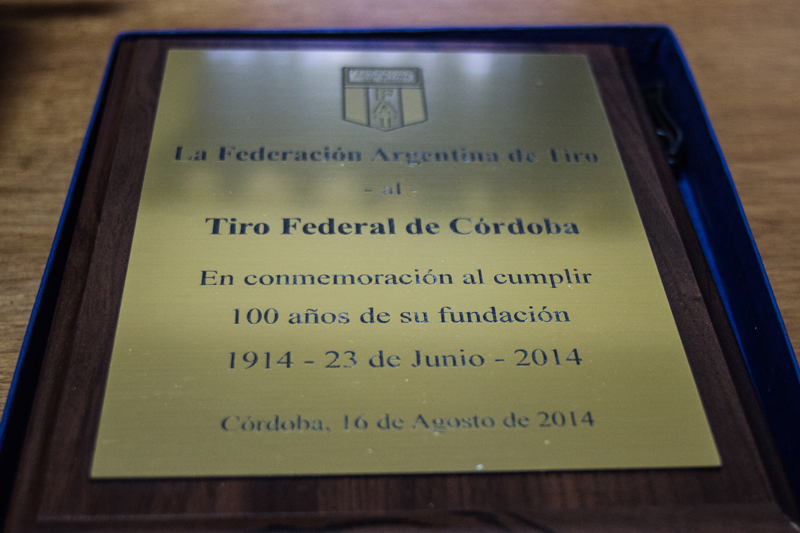 La Federación Argentina de Tiro
- al -
Tiro Federal de Córdoba
En conmemoración al cumplir
100 años de su fundación
1914 - 23 de Junio - 2014
Córdoba, 16 de Agosto de 2014